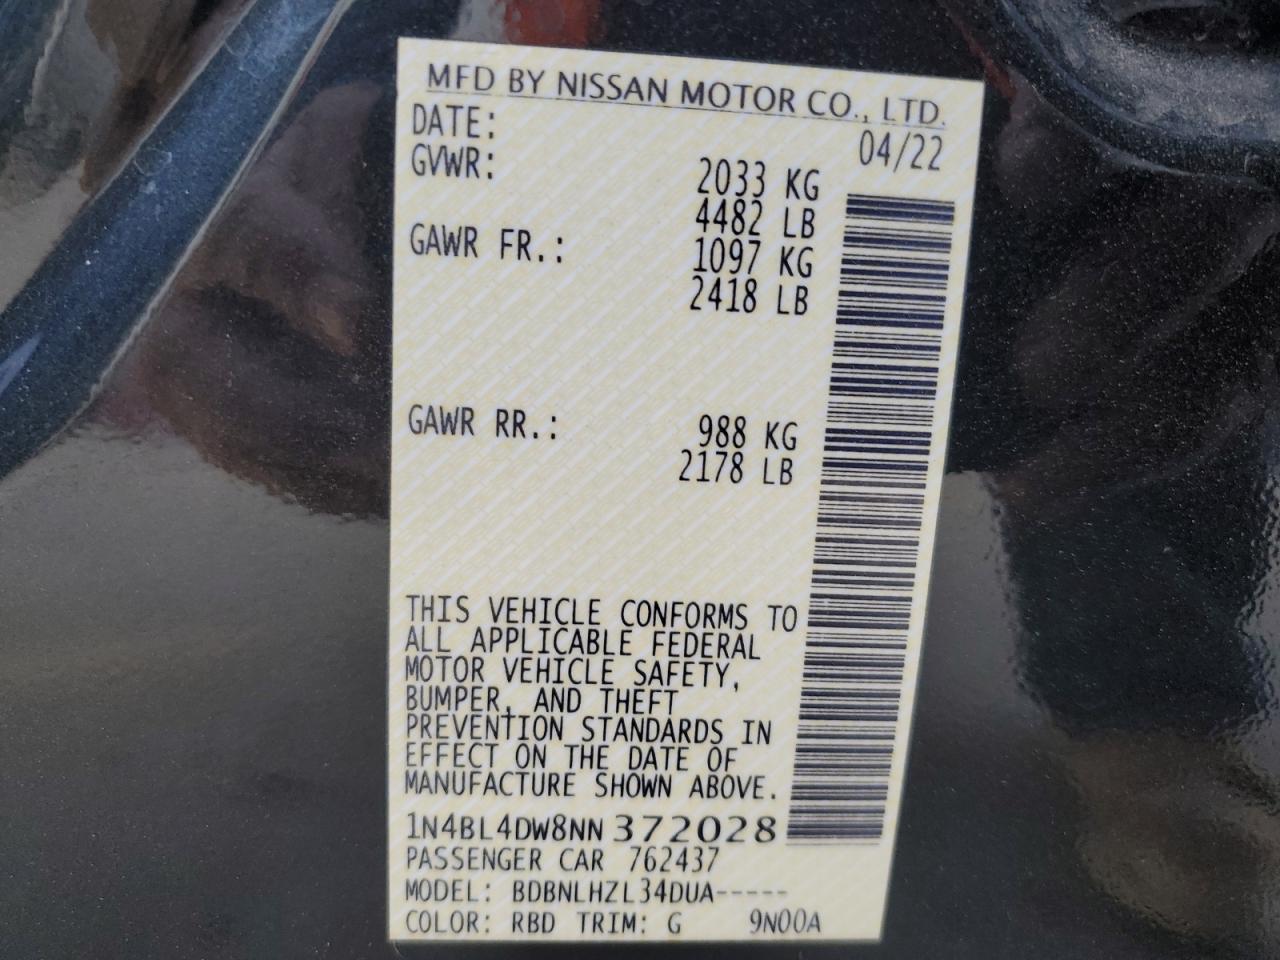 MFD BY NISSAN MOTOR CO., LTD.
DATE: 04/22
GVWR: 2033 KG
4482 LB
GAWR FR.: 1097 KG
2418 LB
GAWR RR.: 988 KG
2178 LB
THIS VEHICLE CONFORMS TO
ALL APPLICABLE FEDERAL
MOTOR VEHICLE SAFETY,
BUMPER, AND THEFT
PREVENTION STANDARDS IN
EFFECT ON THE DATE OF
MANUFACTURE SHOWN ABOVE.
1N4BL4DW8NN372028
PASSENGER CAR 762437
MODEL: BDBNLHZL34DUA-----
COLOR: RBD TRIM: G 9N00A